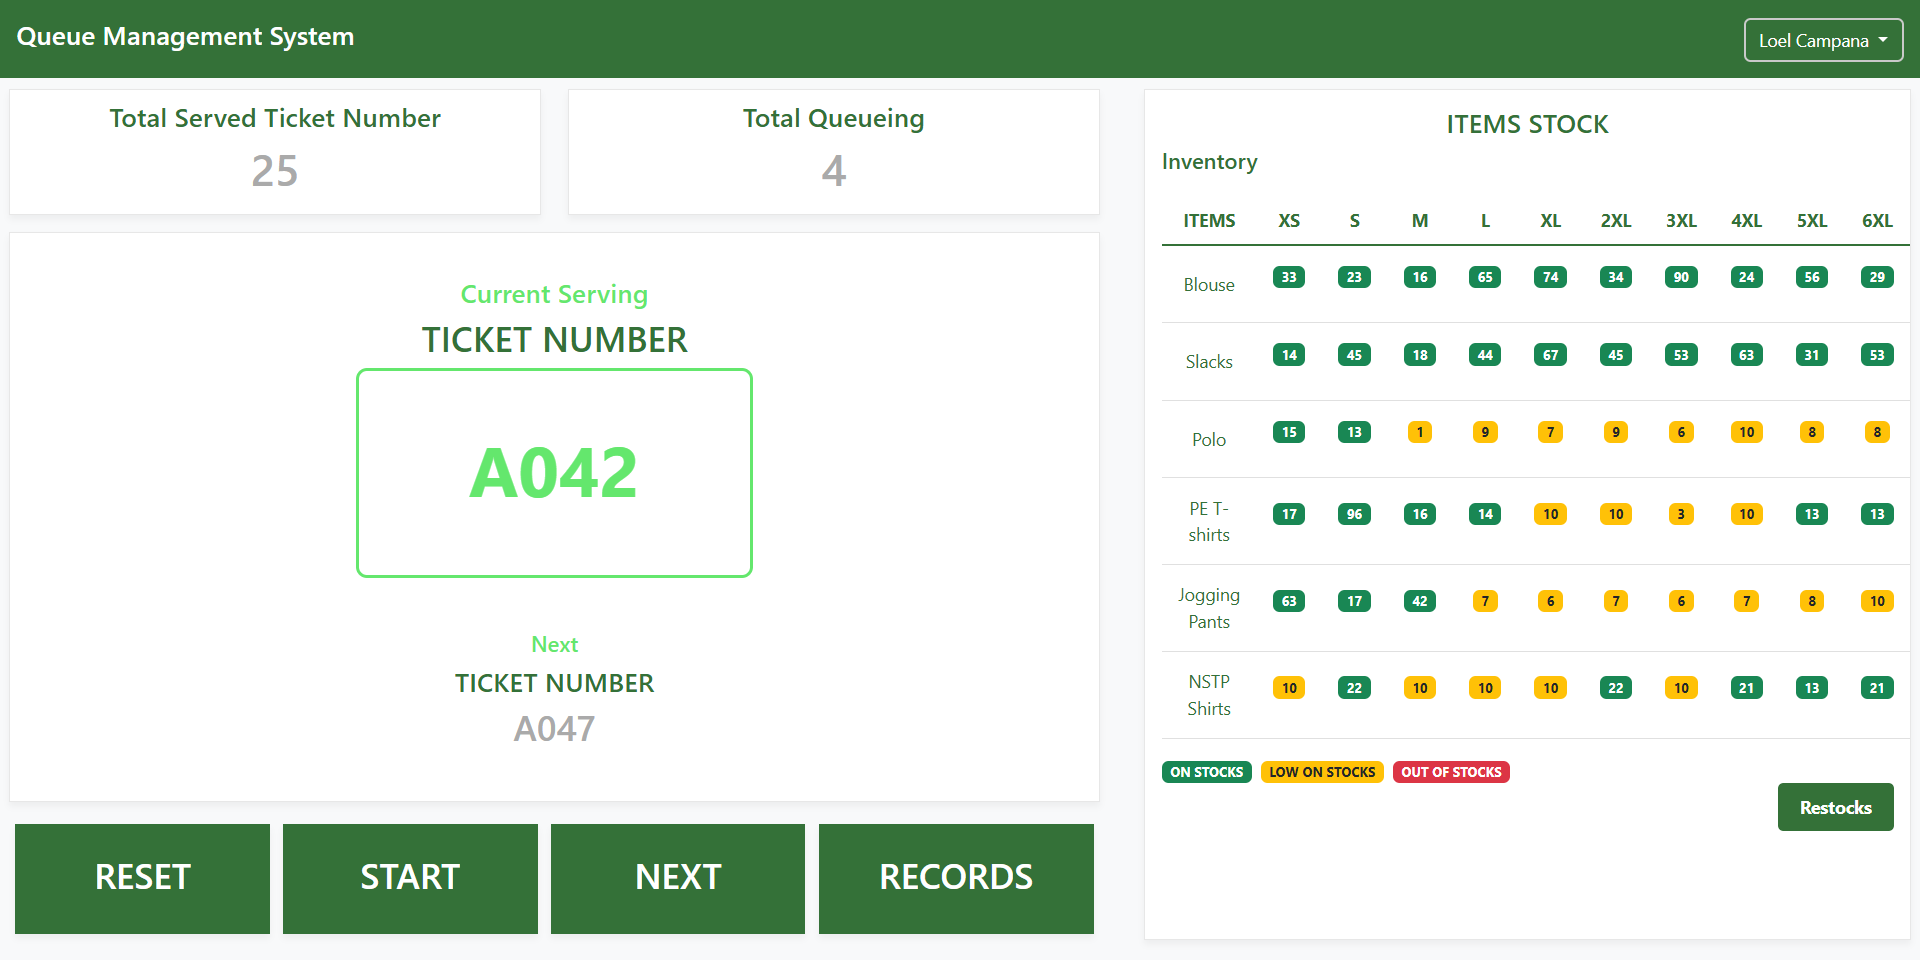 Queue Management System
Loel Campana
Total Served Ticket Number
25
Total Queueing
4
Current Serving
TICKET NUMBER
A042
Next
TICKET NUMBER
A047
RESET START NEXT RECORDS
ITEMS STOCK
Inventory
ITEMS XS S M L XL 2XL 3XL 4XL 5XL 6XL
Blouse 33 23 16 65 74 34 90 24 56 29
Slacks 14 45 18 44 67 45 53 63 31 53
Polo 15 13 1 9 7 9 6 10 8 8
PE T-
shirts 17 96 16 14 10 10 3 10 13 13
Jogging
Pants 63 17 42 7 6 7 6 7 8 10
NSTP
Shirts 10 22 10 10 10 22 10 21 13 21
ON STOCKS LOW ON STOCKS OUT OF STOCKS
Restocks